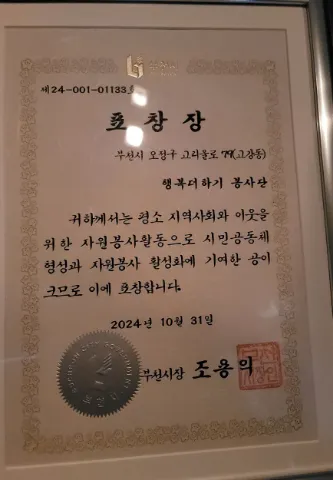 제24-001-01133호
표 창 장
부천시 오정구 고리울로 79(고강동)
행복더하기 봉사단
귀하께서는 평소 지역사회와 이웃을
위한 자원봉사활동으로 시민공동체
형성과 자원봉사 활성화에 기여한 공이
크므로 이에 표창합니다.
2024년 10월 31일
부천시장 조용익